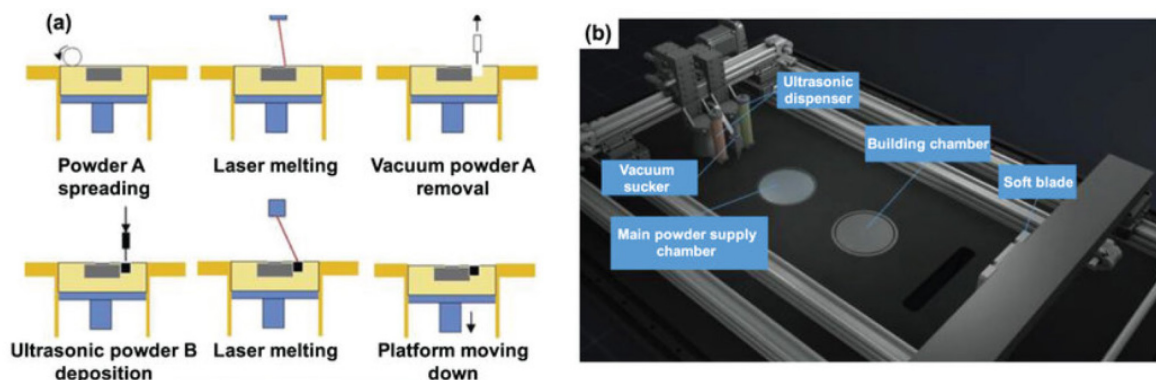 (a)
Powder A
spreading
Laser melting
Vacuum powder A
removal
Ultrasonic powder B
deposition
Laser melting
Platform moving
down
(b)
Ultrasonic
dispenser
Building chamber
Vacuum
sucker
Soft blade
Main powder supply
chamber